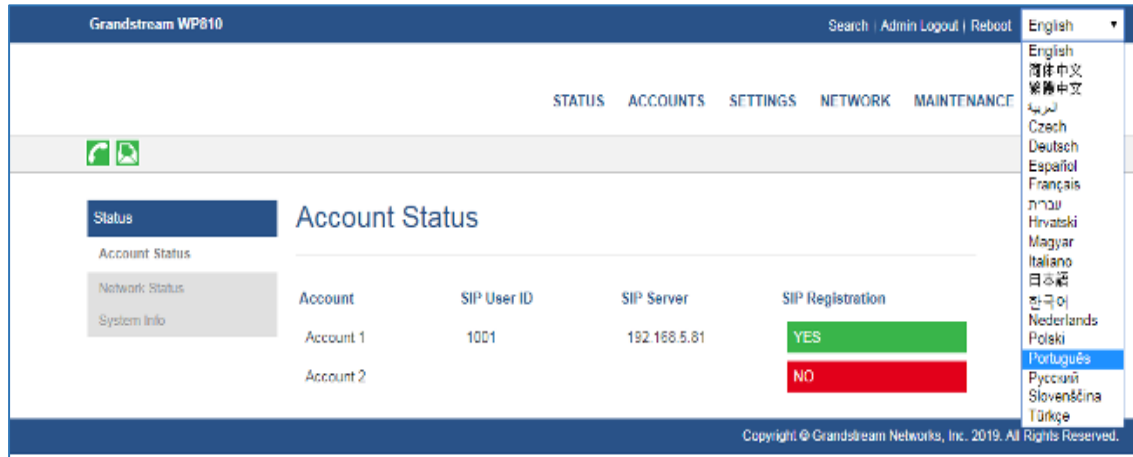 Grandstream WP810
Search | Admin Logout | Reboot English
STATUS ACCOUNTS SETTINGS NETWORK MAINTENANCE
English
简体中文
繁體中文
العربية
Czech
Deutsch
Español
Français
עברית
Hrvatski
Magyar
Italiano
日本語
한국어
Nederlands
Polski
Português
Русский
Slovenščina
Türkçe
Status
Account Status
Network Status
System Info
Account Status
Account SIP User ID SIP Server SIP Registration
Account 1 1001 192.168.5.81 YES
Account 2 NO
Copyright © Grandstream Networks, Inc. 2019. All Rights Reserved.